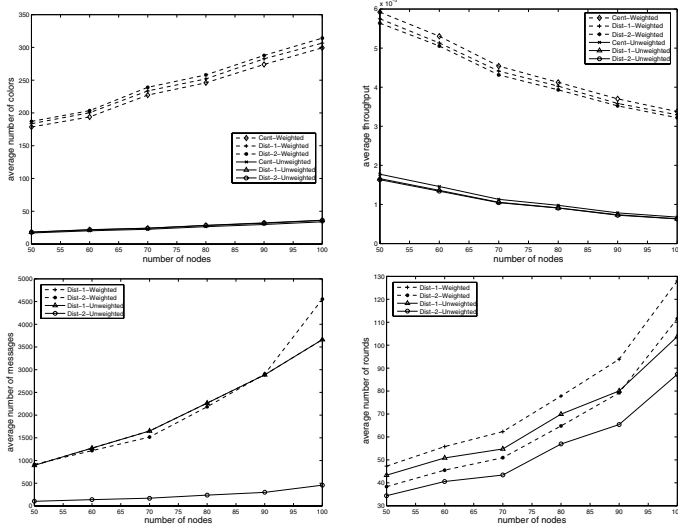 350
300
250
200
150
100
50
0
50 55 60 65 70 75 80 85 90 95 100
average number of colors
number of nodes
Cent-Weighted
Dist-1-Weighted
Dist-2-Weighted
Cent-Unweighted
Dist-1-Unweighted
Dist-2-Unweighted
6
5
4
3
2
1
0
50 55 60 65 70 75 80 85 90 95 100
average throughput
number of nodes
Cent-Weighted
Dist-1-Weighted
Dist-2-Weighted
Cent-Unweighted
Dist-1-Unweighted
Dist-2-Unweighted
5000
4500
4000
3500
3000
2500
2000
1500
1000
500
0
50 55 60 65 70 75 80 85 90 95 100
average number of messages
number of nodes
Dist-1-Weighted
Dist-2-Weighted
Dist-1-Unweighted
Dist-2-Unweighted
130
120
110
100
90
80
70
60
50
40
30
50 55 60 65 70 75 80 85 90 95 100
average number of rounds
number of nodes
Dist-1-Weighted
Dist-2-Weighted
Dist-1-Unweighted
Dist-2-Unweighted